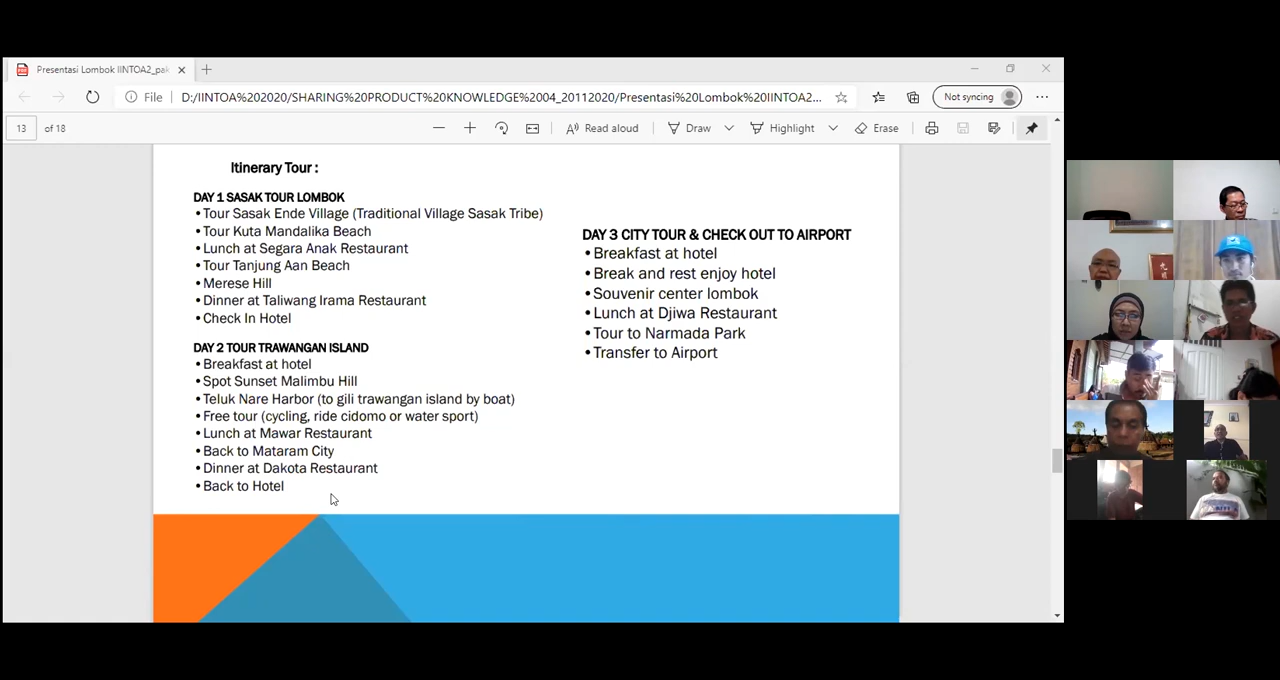 Presentasi Lombok IINTOA2_pak
File
D:/IINTOA%202020/SHARING%20PRODUCT%20KNOWLEDGE%2004_20112020/Presentasi%20Lombok%20IINTOA2...
Not syncing
13 of 18
Read aloud
Draw
Highlight
Erase
Itinerary Tour :
DAY 1 SASAK TOUR LOMBOK
•Tour Sasak Ende Village (Traditional Village Sasak Tribe)
•Tour Kuta Mandalika Beach
•Lunch at Segara Anak Restaurant
•Tour Tanjung Aan Beach
•Merese Hill
•Dinner at Taliwang Irama Restaurant
•Check In Hotel
DAY 2 TOUR TRAWANGAN ISLAND
•Breakfast at hotel
•Spot Sunset Malimbu Hill
•Teluk Nare Harbor (to gili trawangan island by boat)
•Free tour (cycling, ride cidomo or water sport)
•Lunch at Mawar Restaurant
•Back to Mataram City
•Dinner at Dakota Restaurant
•Back to Hotel
DAY 3 CITY TOUR & CHECK OUT TO AIRPORT
•Breakfast at hotel
•Break and rest enjoy hotel
•Souvenir center lombok
•Lunch at Djiwa Restaurant
•Tour to Narmada Park
•Transfer to Airport